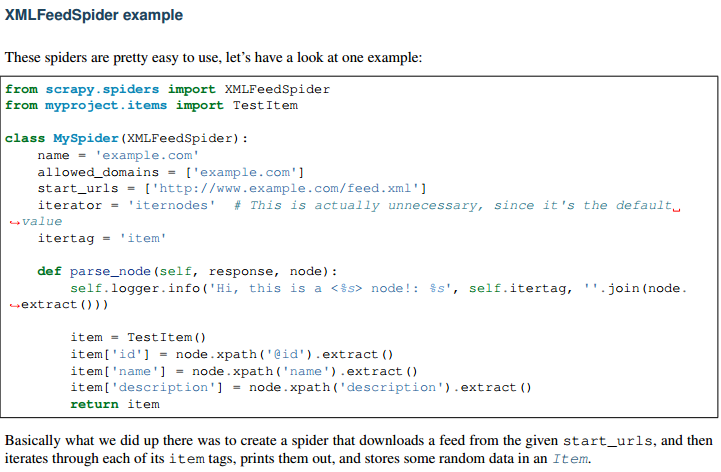 XMLFeedSpider example
These spiders are pretty easy to use, let's have a look at one example:
from scrapy.spiders import XMLFeedSpider
from myproject.items import TestItem
class MySpider(XMLFeedSpider):
    name = 'example.com'
    allowed_domains = ['example.com']
    start_urls = ['http://www.example.com/feed.xml']
    iterator = 'iternodes'  # This is actually unnecessary, since it's the default␣
↪value
    itertag = 'item'
    def parse_node(self, response, node):
        self.logger.info('Hi, this is a <%s> node!: %s', self.itertag, ''.join(node.
↪extract()))
        item = TestItem()
        item['id'] = node.xpath('@id').extract()
        item['name'] = node.xpath('name').extract()
        item['description'] = node.xpath('description').extract()
        return item
Basically what we did up there was to create a spider that downloads a feed from the given start_urls, and then
iterates through each of its item tags, prints them out, and stores some random data in an Item.